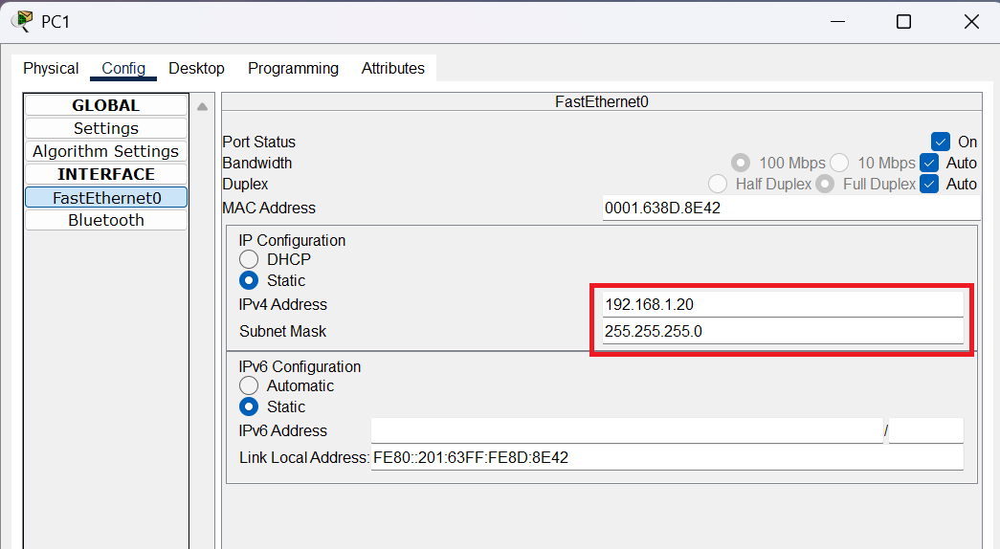 PC1
Physical Config Desktop Programming Attributes
GLOBAL
Settings
Algorithm Settings
INTERFACE
FastEthernet0
Bluetooth
FastEthernet0
Port Status On
Bandwidth 100 Mbps 10 Mbps Auto
Duplex Half Duplex Full Duplex Auto
MAC Address 0001.638D.8E42
IP Configuration
DHCP
Static
IPv4 Address 192.168.1.20
Subnet Mask 255.255.255.0
IPv6 Configuration
Automatic
Static
IPv6 Address /
Link Local Address: FE80::201:63FF:FE8D:8E42